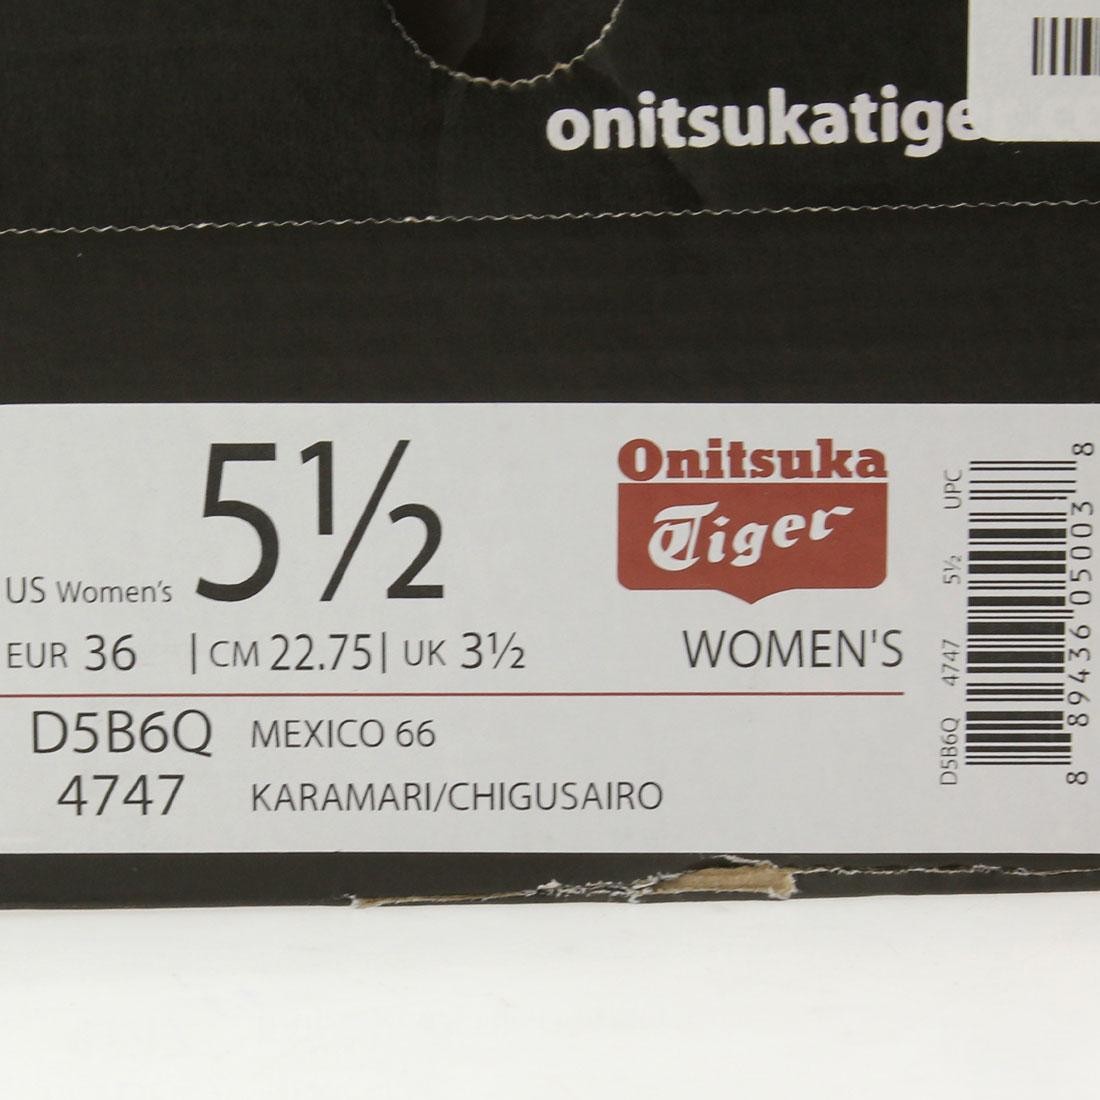 onitsukatige
US Women's 5½
EUR 36 | CM 22.75 | UK 3½
Onitsuka
Tiger
WOMEN'S
D5B6Q MEXICO 66
4747 KARAMARI/CHIGUSAIRO
D5B6Q 4747 5½ UPC
8 89436 05003 8